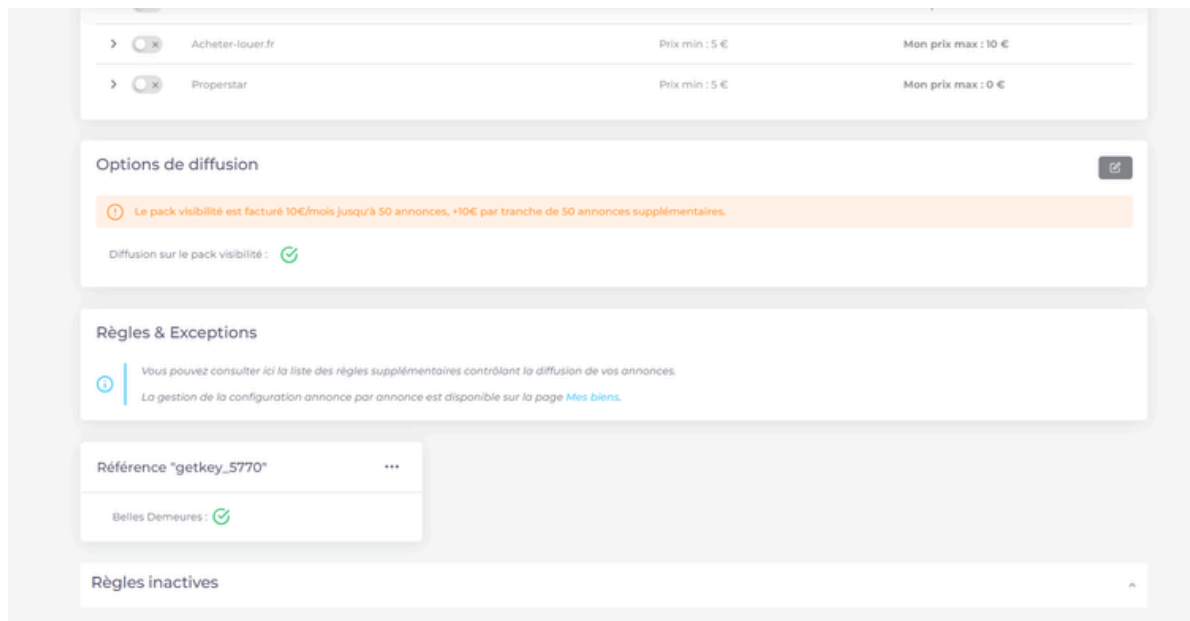 Acheter-louer.fr Prix min : 5 € Mon prix max : 10 €
Properstar Prix min : 5 € Mon prix max : 0 €
Options de diffusion
Le pack visibilité est facturé 10€/mois jusqu'à 50 annonces, +10€ par tranche de 50 annonces supplémentaires.
Diffusion sur le pack visibilité :
Règles & Exceptions
Vous pouvez consulter ici la liste des règles supplémentaires contrôlant la diffusion de vos annonces.
La gestion de la configuration annonce par annonce est disponible sur la page Mes biens.
Référence "getkey_5770"
Belles Demeures :
Règles inactives